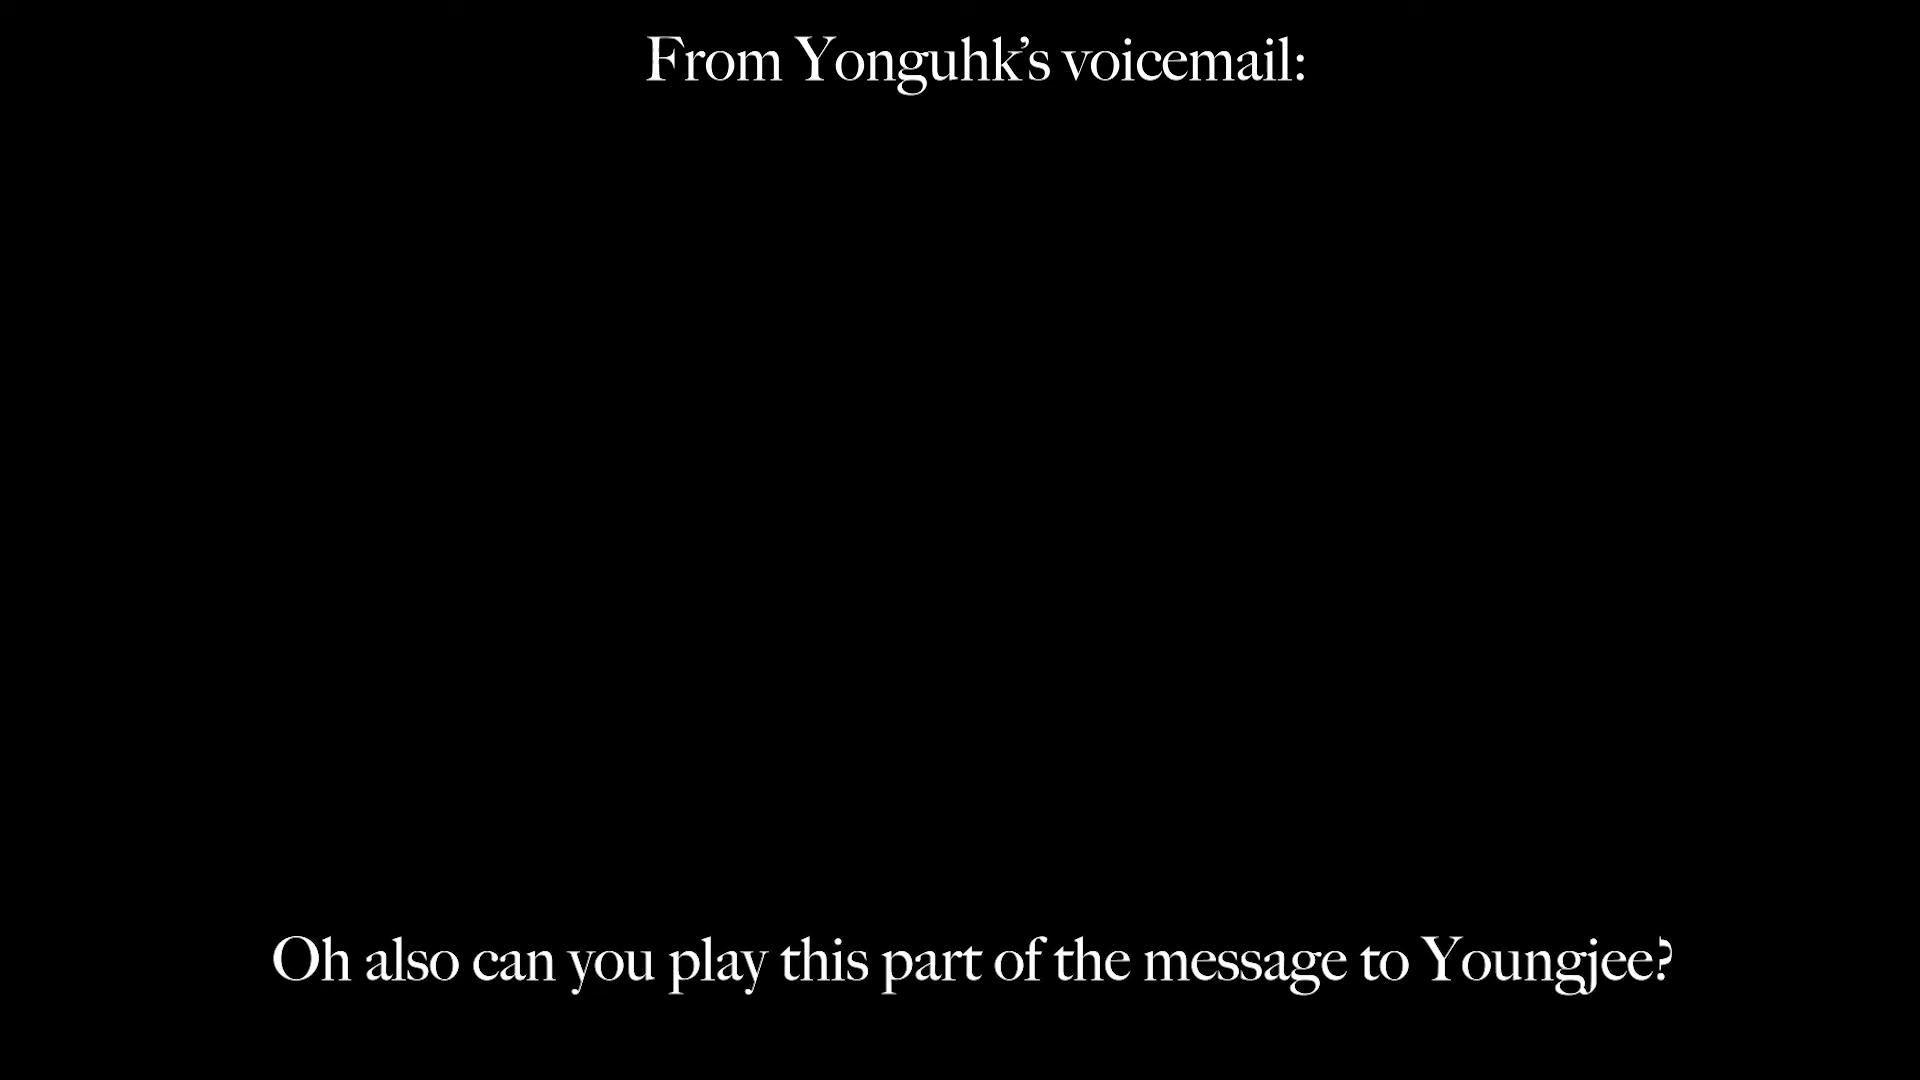 From Yonguhk’s voicemail:
Oh also can you play this part of the message to Youngjee?